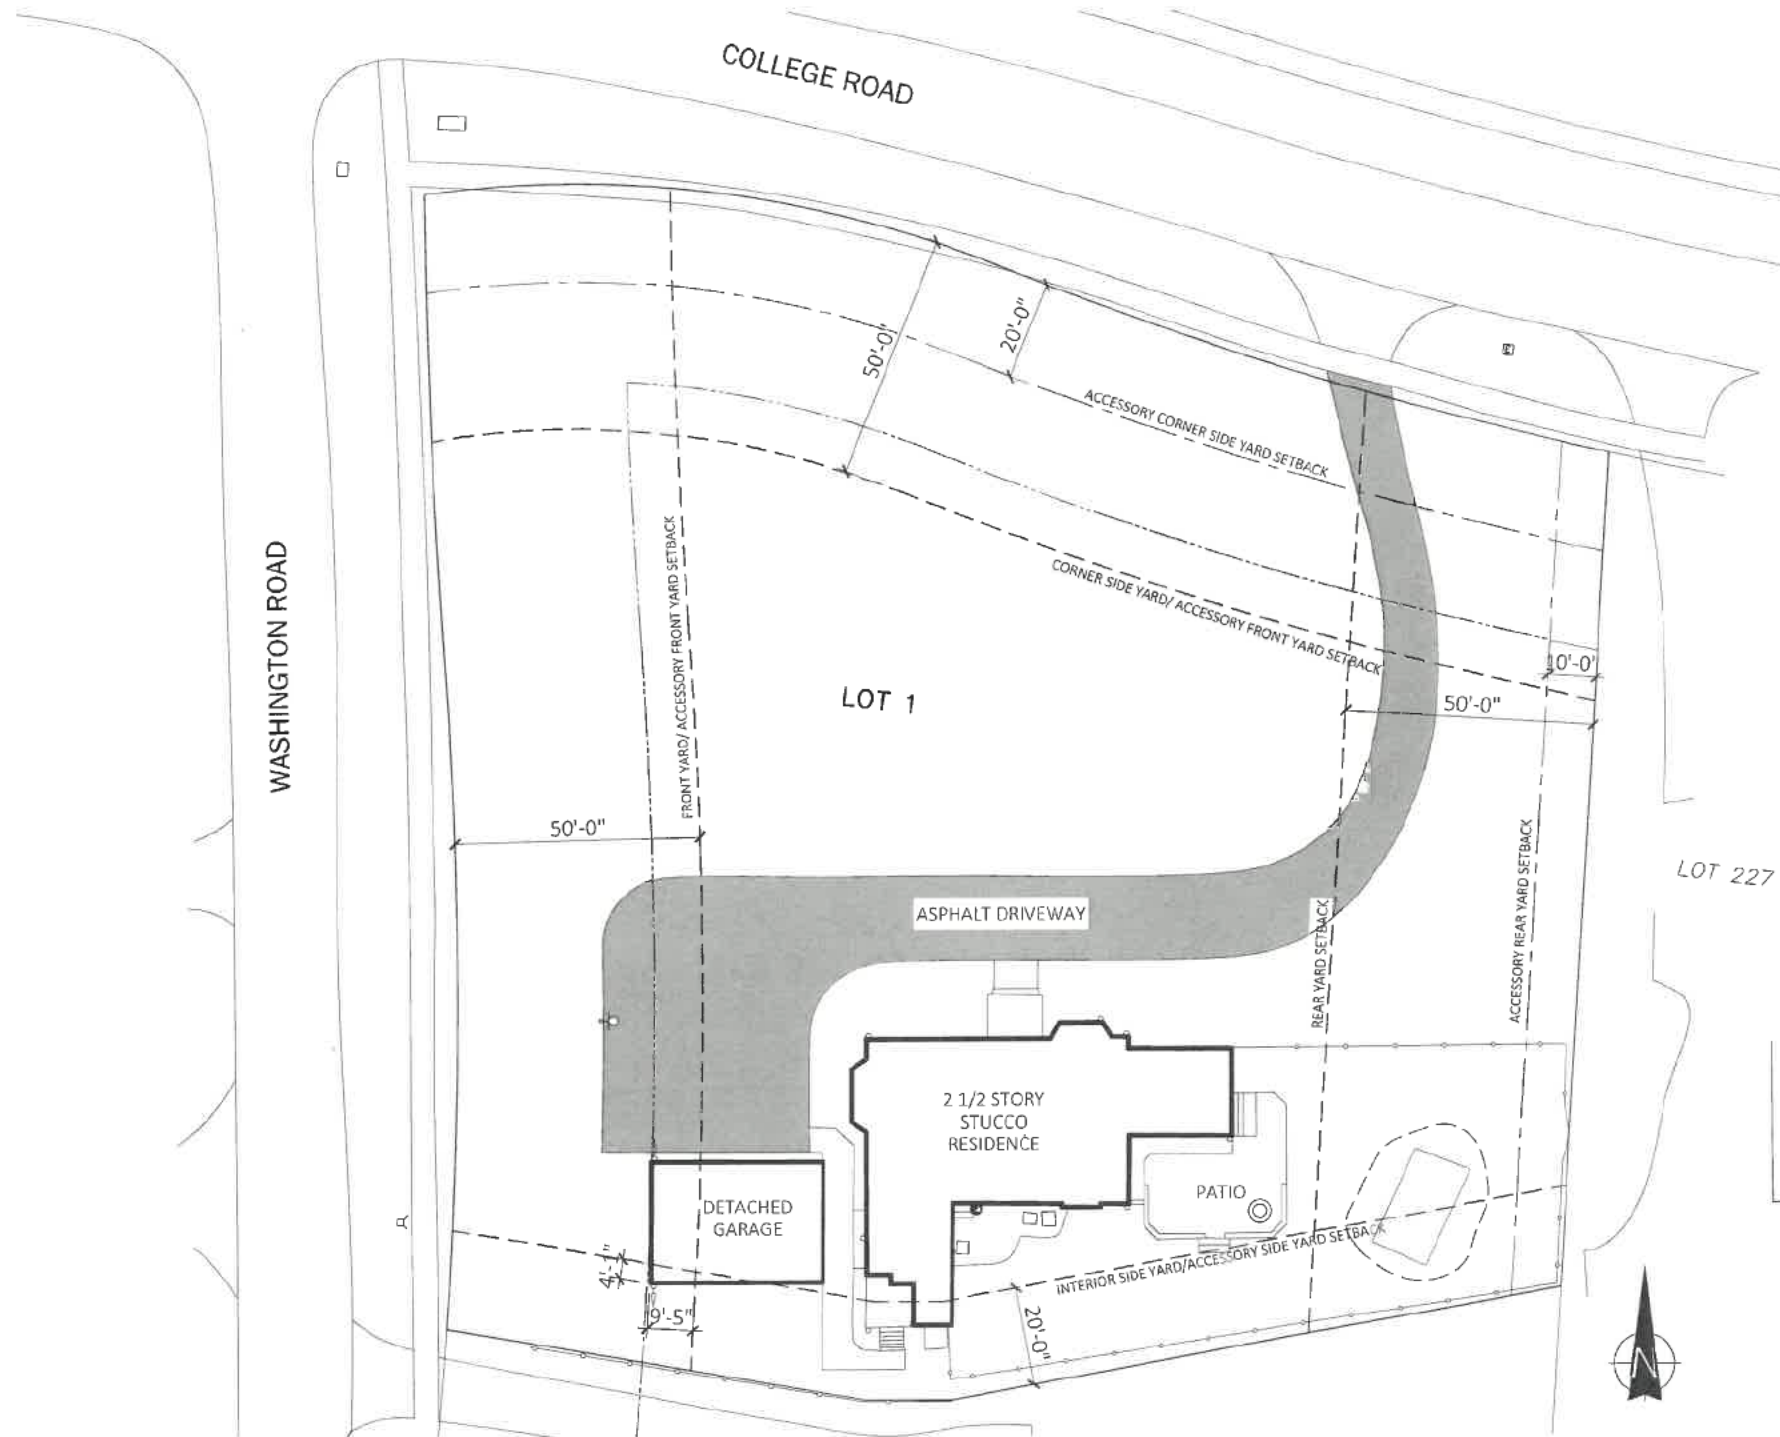 COLLEGE ROAD
WASHINGTON ROAD
50'-0"
20'-0"
ACCESSORY CORNER SIDE YARD SETBACK
CORNER SIDE YARD/ ACCESSORY FRONT YARD SETBACK
FRONT YARD/ ACCESSORY FRONT YARD SETBACK
LOT 1
10'-0"
50'-0"
50'-0"
LOT 227
ASPHALT DRIVEWAY
REAR YARD SETBACK
ACCESSORY REAR YARD SETBACK
2 1/2 STORY
STUCCO
RESIDENCE
DETACHED
GARAGE
PATIO
INTERIOR SIDE YARD/ACCESSORY SIDE YARD SETBACK
4'-1"
9'-5"
20'-0"
N